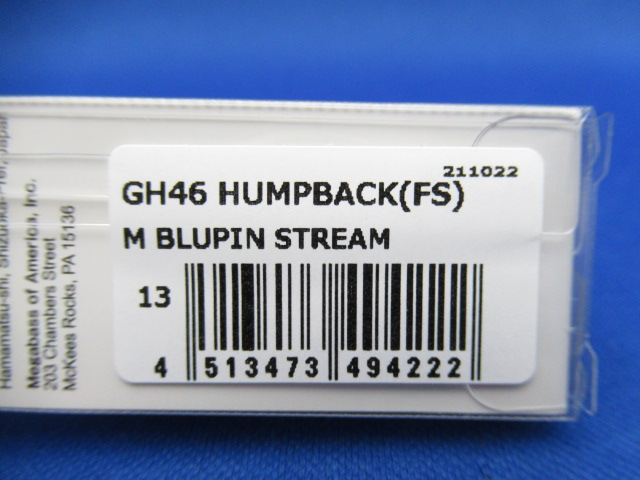 211022
GH46 HUMPBACK(FS)
M BLUPIN STREAM
13
4 513473 494222
Hamamatsu-shi, Shizuoka-Pref, Japan
Megabass of America, Inc.
203 Chambers Street
McKees Rocks, PA 15136